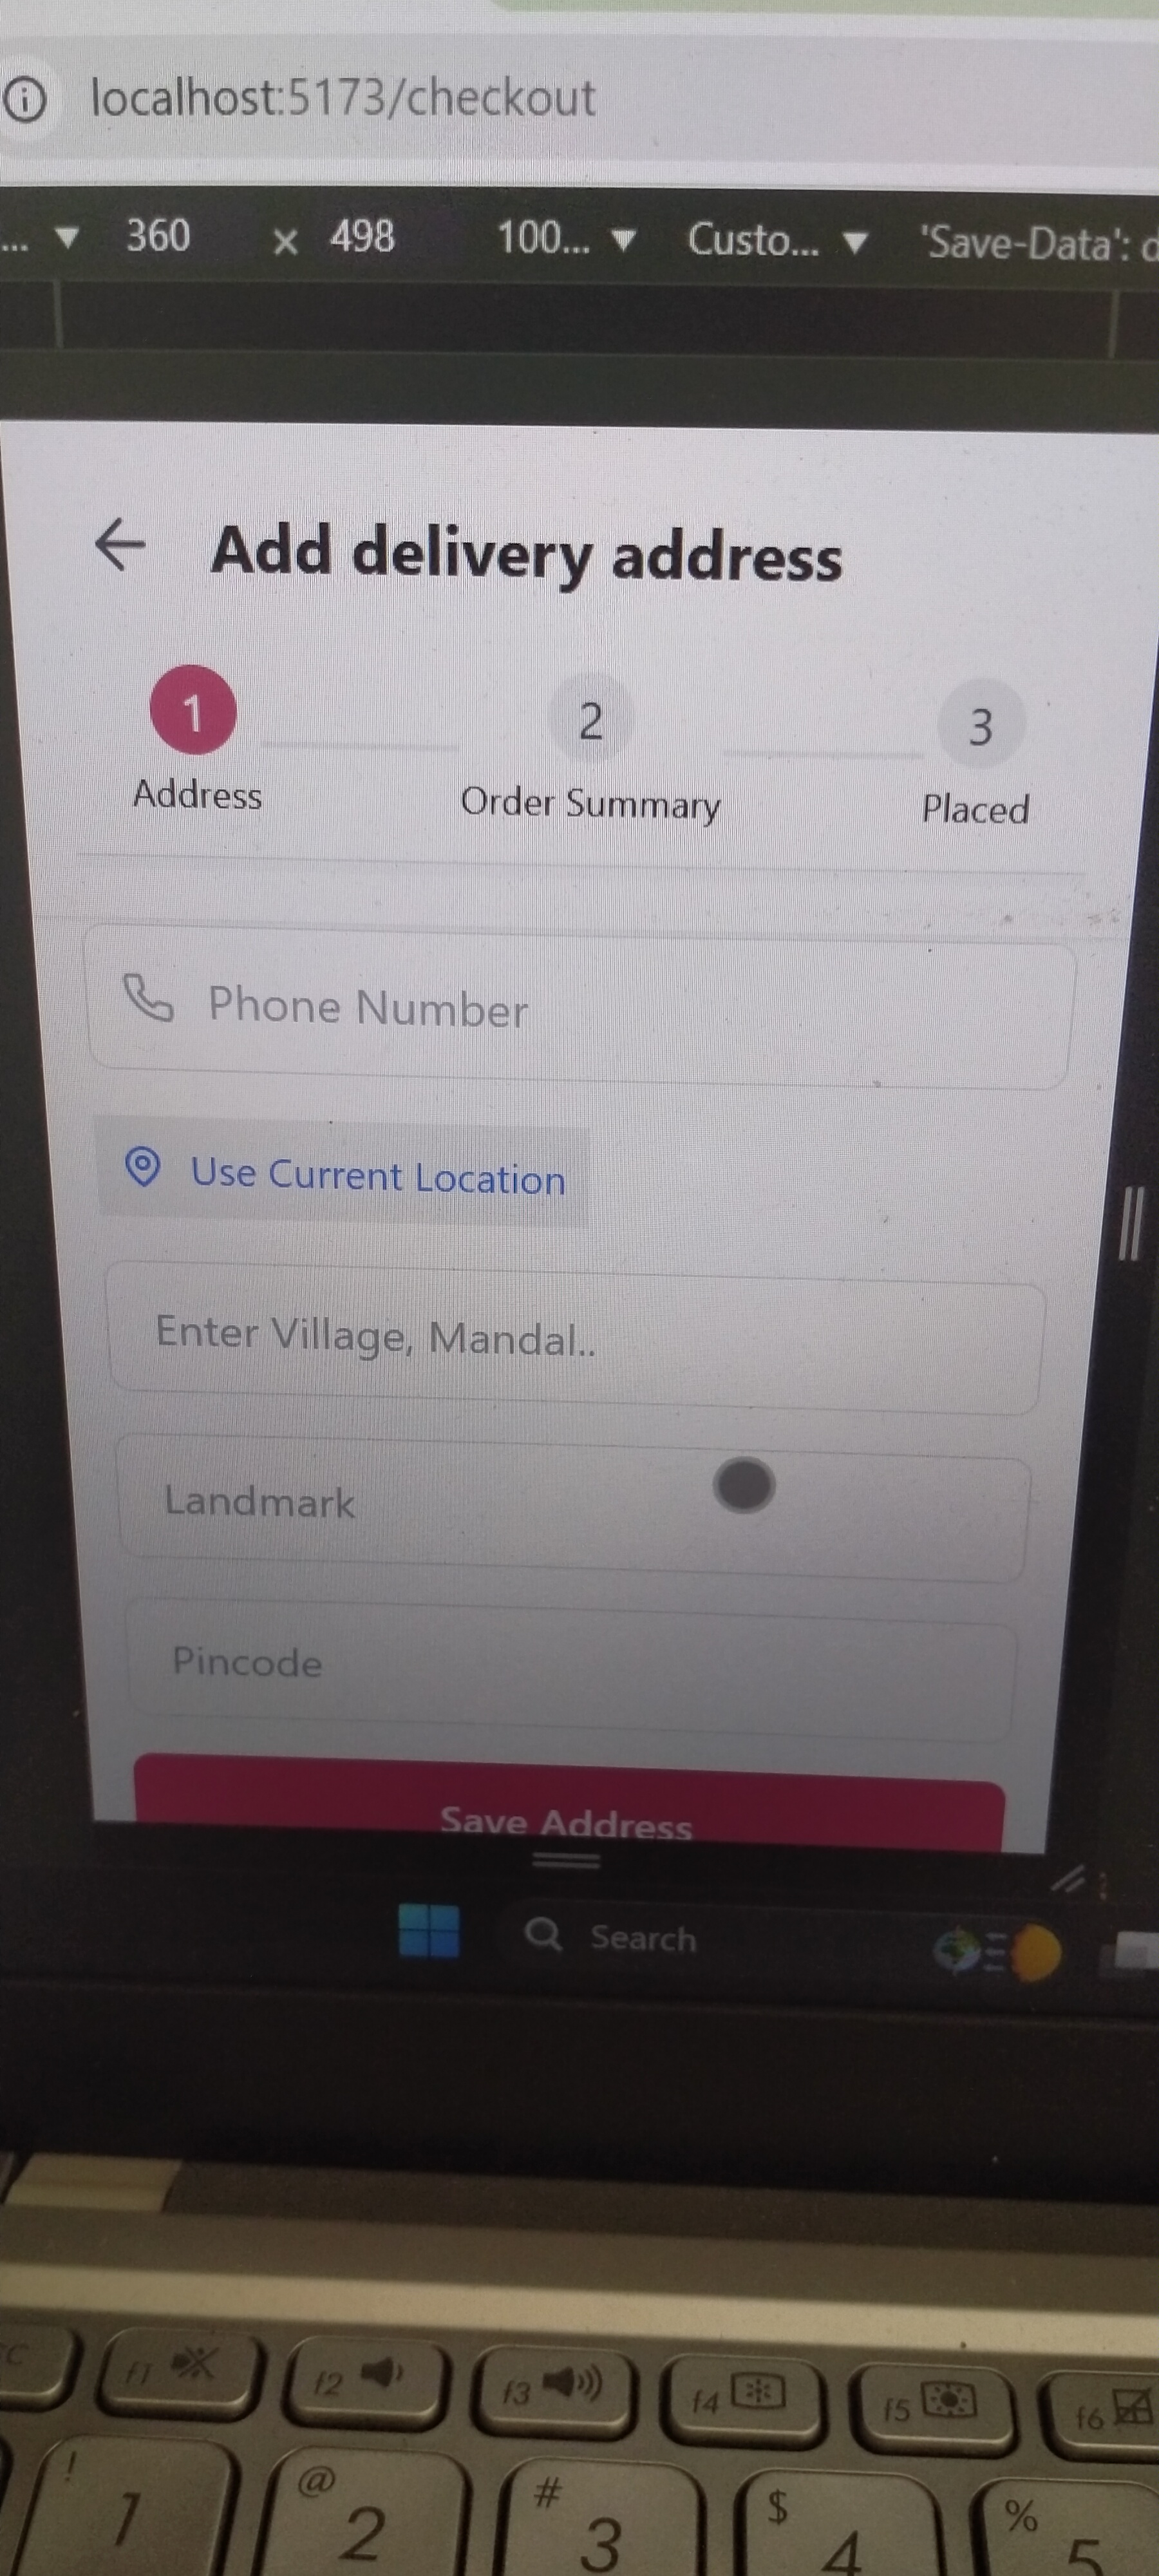 localhost:5173/checkout
... 360 x 498 100... Custo... 'Save-Data': d
Add delivery address
1 2 3
Address Order Summary Placed
Phone Number
Use Current Location
Enter Village, Mandal..
Landmark
Pincode
Save Address
Search
f1 f2 f3 f4 f5 f6
! @ # $ %
1 2 3 4 5